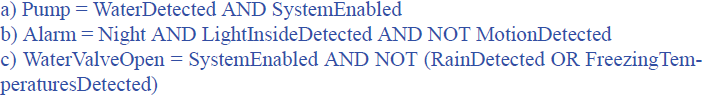 a) Pump = WaterDetected AND SystemEnabled
b) Alarm = Night AND LightInsideDetected AND NOT MotionDetected
c) WaterValveOpen = SystemEnabled AND NOT (RainDetected OR FreezingTem-
peraturesDetected)